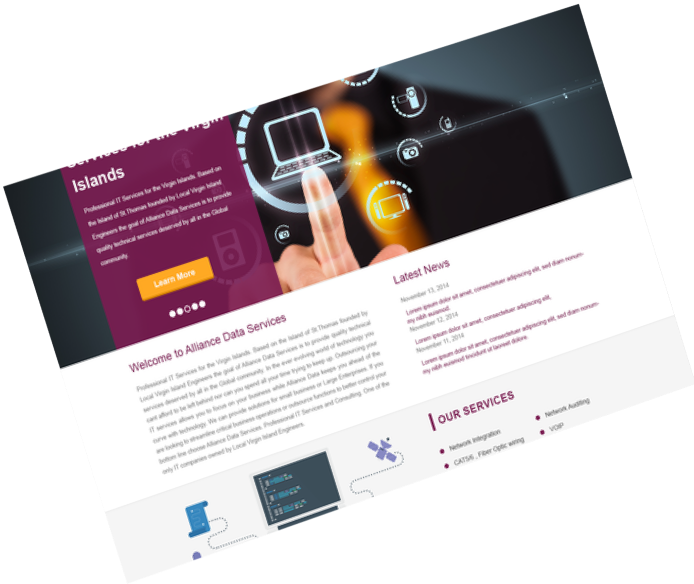 Services for the Virgin
Islands
Professional IT Services for the Virgin Islands. Based on
the Island of St.Thomas founded by Local Virgin Island
Engineers the goal of Alliance Data Services is to provide
quality technical services deserved by all in the Global
community.
Learn More
Welcome to Alliance Data Services
Professional IT Services for the Virgin Islands. Based on the Island of St.Thomas founded by
Local Virgin Island Engineers the goal of Alliance Data Services is to provide quality technical
services deserved by all in the Global community. In the ever evolving world of technology you
cant afford to be left behind nor can you spend all your time trying to keep up. Outsourcing your
IT services allows you to focus on your business while Alliance Data keeps you ahead of the
curve with technology. We can provide solutions for small business or Large Enterprises. If you
are looking to streamline critical business operations or outsource functions to better control your
bottom line choose Alliance Data Services. Professional IT Services and Consulting. One of the
only IT companies owned by Local Virgin Island Engineers.
Latest News
November 13, 2014
Lorem ipsum dolor sit amet, consectetuer adipiscing elit, sed diam nonum-
my nibh euismod.
November 12, 2014
Lorem ipsum dolor sit amet, consectetuer adipiscing elit,
November 11, 2014
Lorem ipsum dolor sit amet, consectetuer adipiscing elit, sed diam nonum-
my nibh euismod tincidunt ut laoreet dolore.
OUR SERVICES
Network Integration
CAT5/6 , Fiber Optic wiring
Network Auditing
VOIP